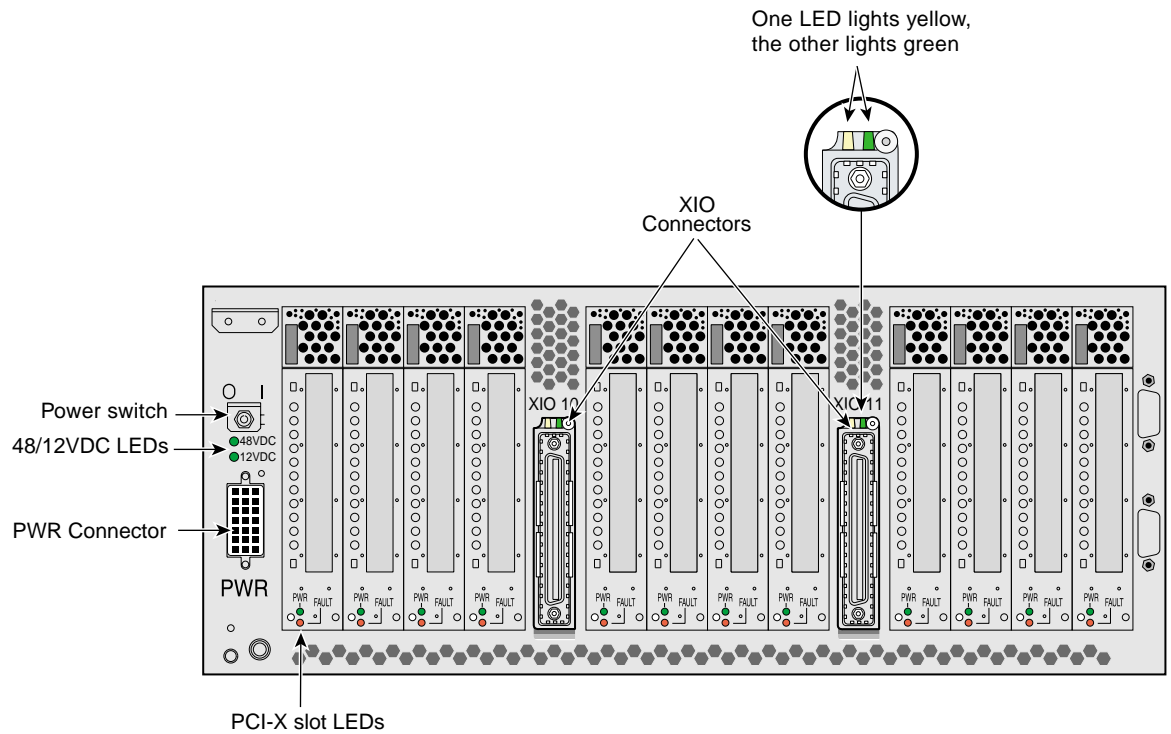 One LED lights yellow,
the other lights green
XIO
Connectors
O I
XIO 10
XIO 11
Power switch
48/12VDC LEDs
48VDC
12VDC
PWR Connector
PWR
PWR FAULT PWR FAULT PWR FAULT PWR FAULT PWR FAULT PWR FAULT PWR FAULT PWR FAULT PWR FAULT PWR FAULT PWR FAULT PWR FAULT
PCI-X slot LEDs